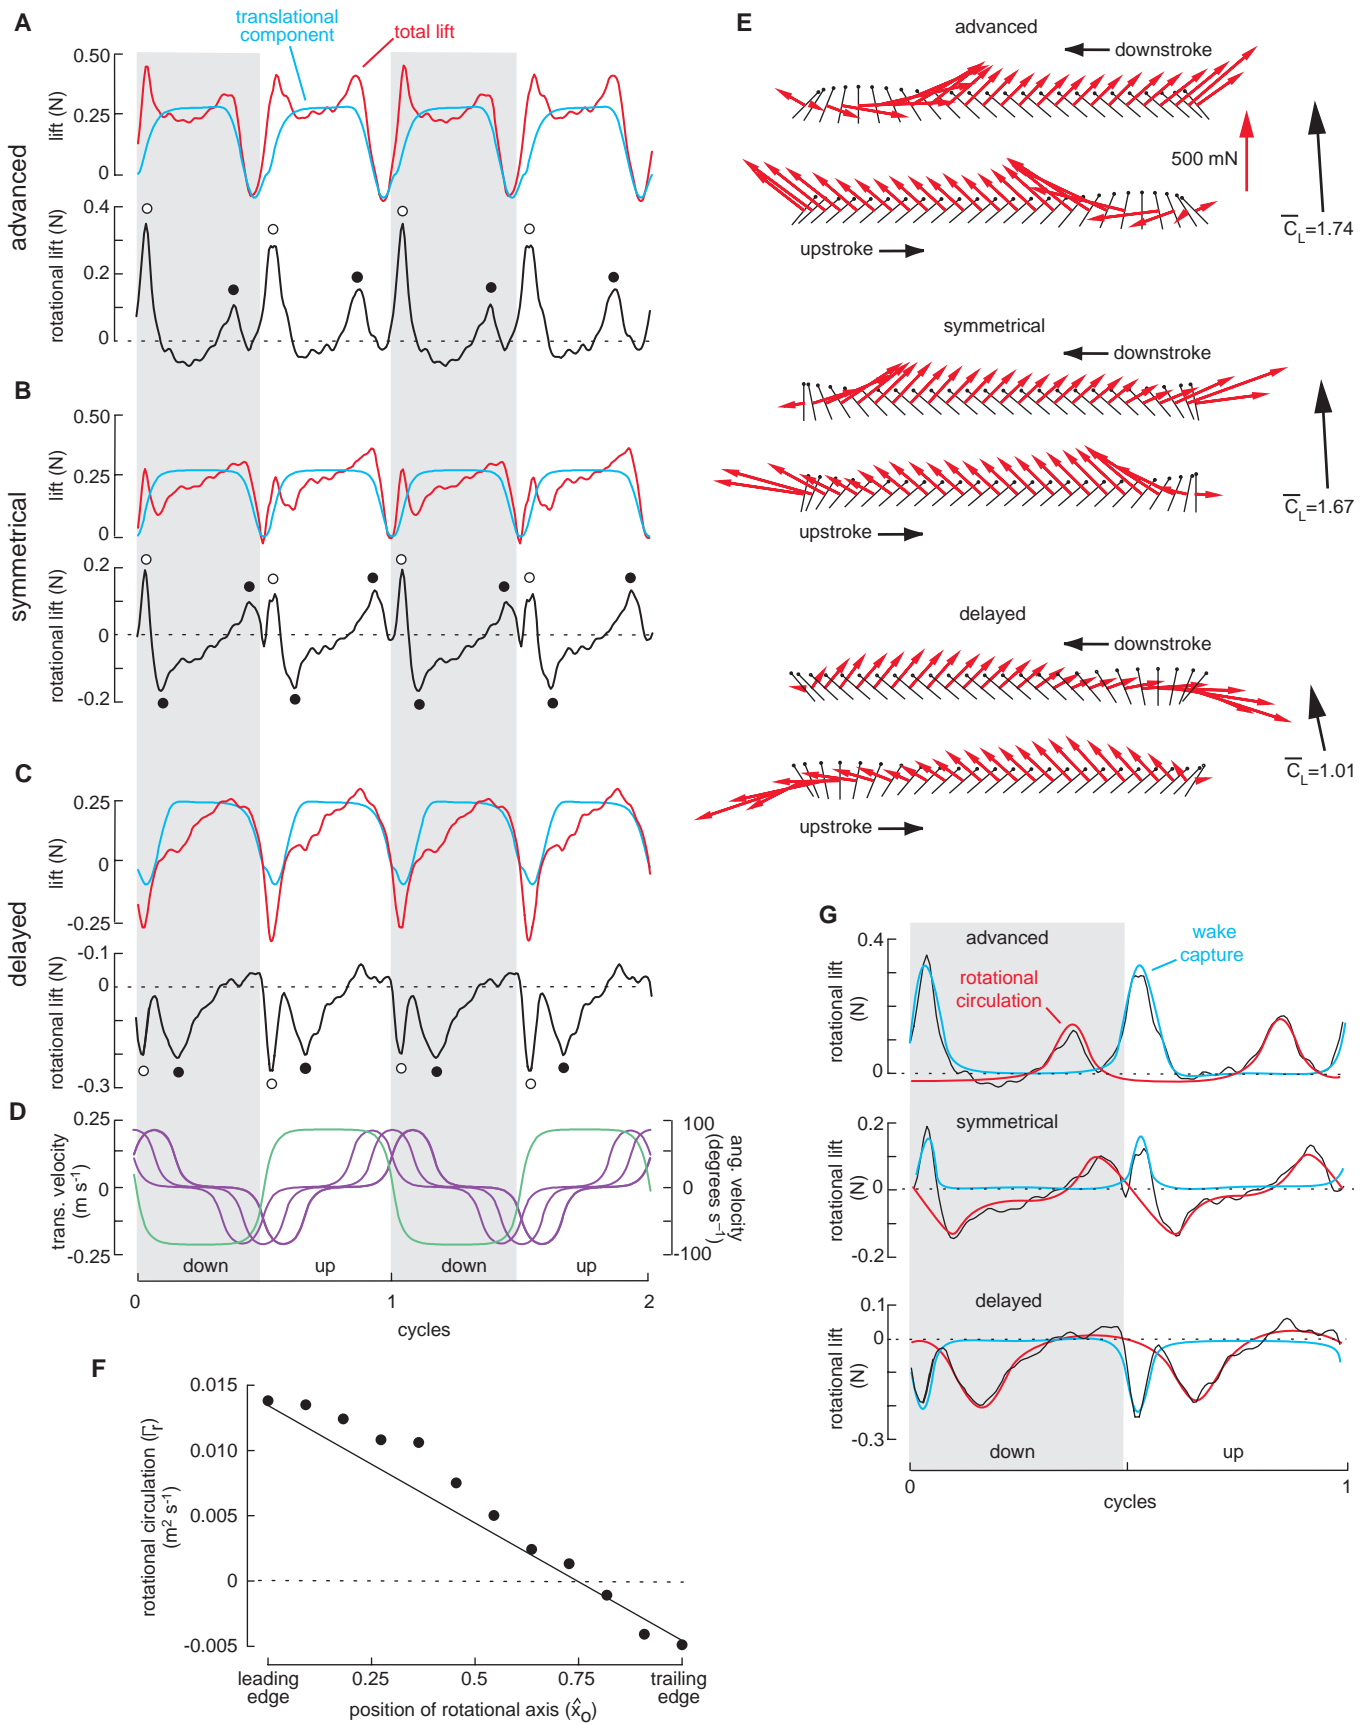 A
translational
component
total lift
0.50
0.25
0
lift (N)
advanced
0.4
0.2
0
rotational lift (N)
B
0.50
0.25
0
lift (N)
symmetrical
0.2
0
-0.2
rotational lift (N)
C
0.25
0
-0.25
lift (N)
delayed
-0.1
0
-0.3
rotational lift (N)
D
0.25
0
-0.25
trans. velocity
(m s-1)
100
0
-100
ang. velocity
(degrees s-1)
down
up
down
up
0
1
2
cycles
E
advanced
downstroke
500 mN
upstroke
CL=1.74
symmetrical
downstroke
upstroke
CL=1.67
delayed
downstroke
upstroke
CL=1.01
F
0.015
0.010
0.005
0
-0.005
rotational circulation (Γr)
(m2 s-1)
leading
edge
0.25
0.5
0.75
trailing
edge
position of rotational axis (x̂o)
G
advanced
wake
capture
rotational
circulation
0.4
0
rotational lift
(N)
symmetrical
0.2
0
-0.2
rotational lift
(N)
delayed
0.1
0
-0.3
rotational lift
(N)
down
up
0
1
cycles